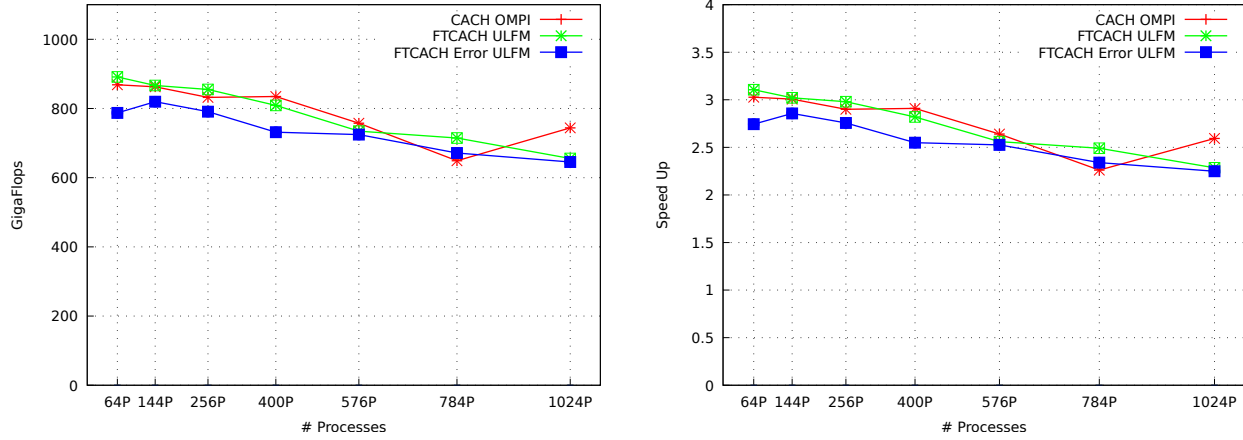 1000
800
600
400
200
0
GigaFlops
CACH OMPI
FTCACH ULFM
FTCACH Error ULFM
64P 144P 256P 400P 576P 784P 1024P
# Processes
4
3.5
3
2.5
2
1.5
1
0.5
0
Speed Up
CACH OMPI
FTCACH ULFM
FTCACH Error ULFM
64P 144P 256P 400P 576P 784P 1024P
# Processes